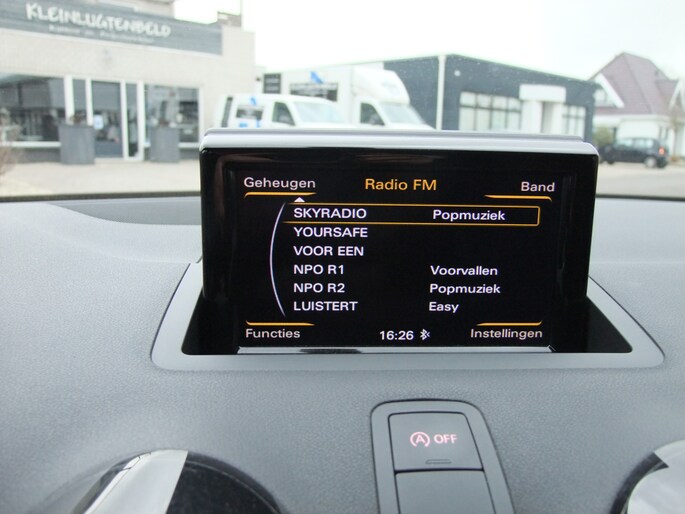 KLEINLUGTENBELD
Geheugen Radio FM Band
SKYRADIO Popmuziek
YOURSAFE
VOOR EEN
NPO R1 Voorvallen
NPO R2 Popmuziek
LUISTERT Easy
Functies 16:26 Instellingen
A OFF